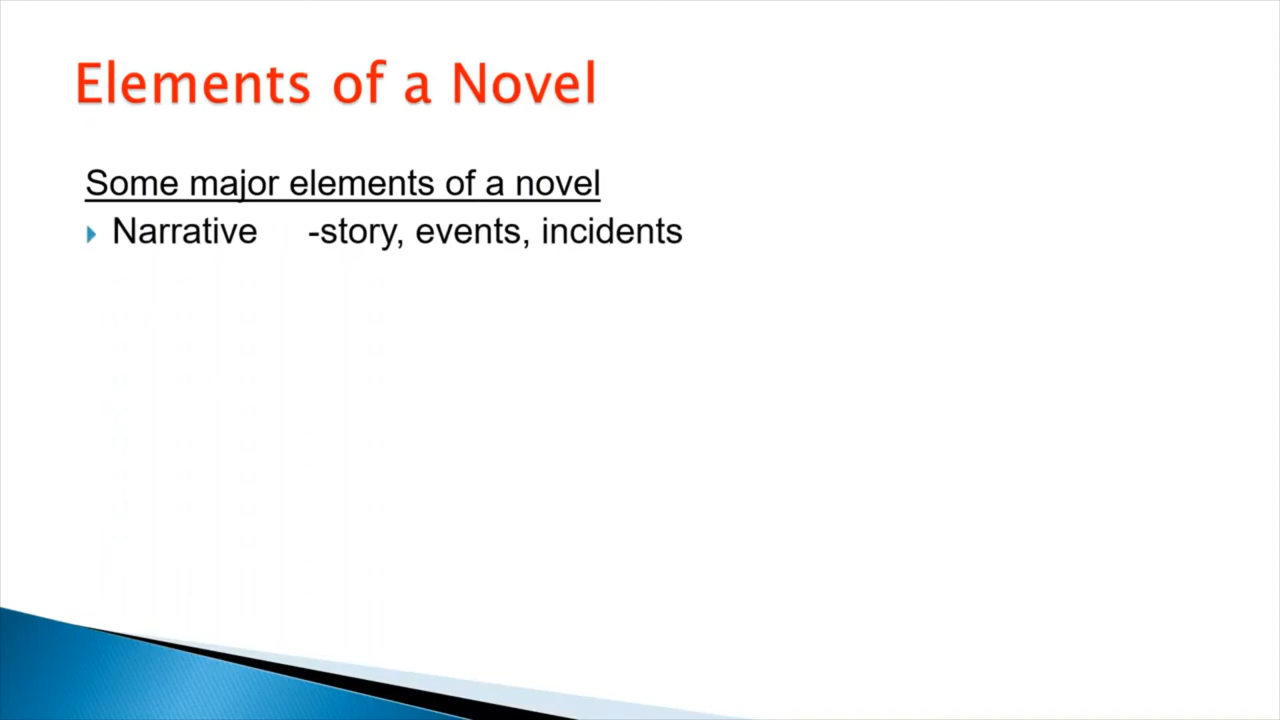 Elements of a Novel
Some major elements of a novel
Narrative -story, events, incidents